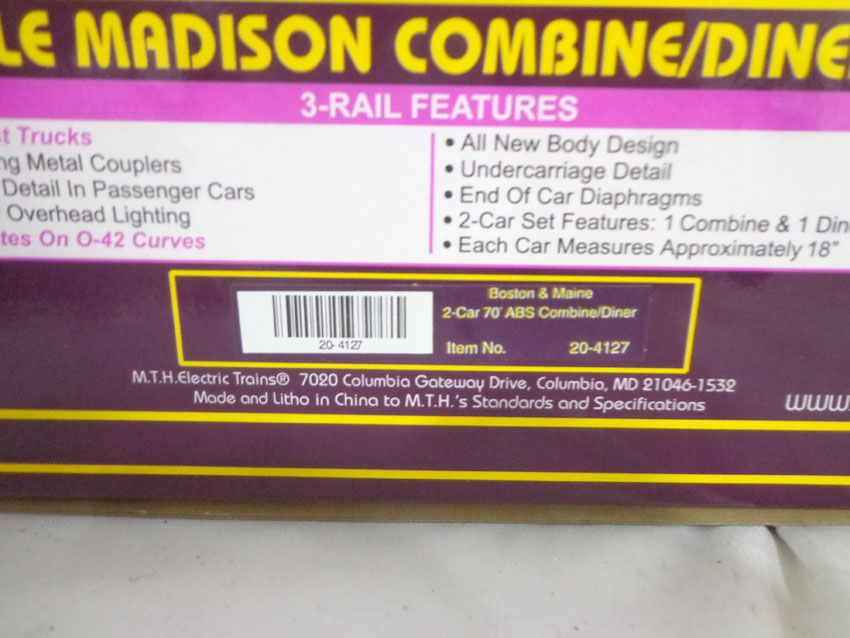 LE MADISON COMBINE/DINE
3-RAIL FEATURES
st Trucks
ng Metal Couplers
Detail In Passenger Cars
Overhead Lighting
tes On O-42 Curves
• All New Body Design
• Undercarriage Detail
• End Of Car Diaphragms
• 2-Car Set Features: 1 Combine & 1 Din
• Each Car Measures Approximately 18"
20-4127
Boston & Maine
2-Car 70' ABS Combine/Diner
Item No. 20-4127
M.T.H.Electric Trains® 7020 Columbia Gateway Drive, Columbia, MD 21046-1532
Made and Litho in China to M.T.H.'s Standards and Specifications
www.